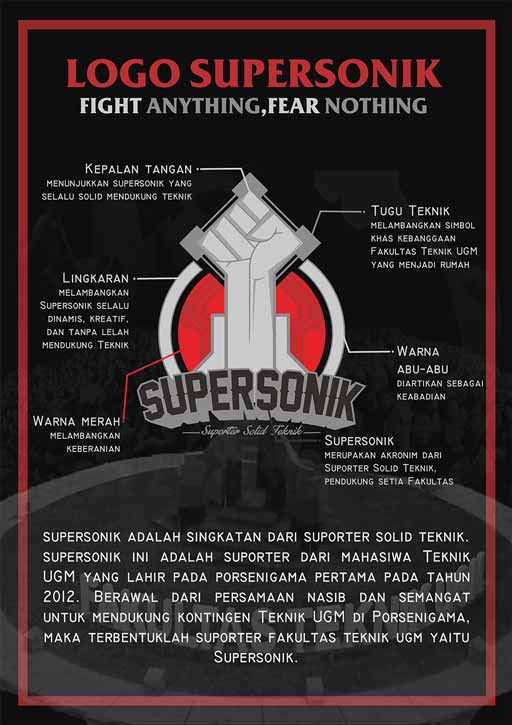 LOGO SUPERSONIK
FIGHT ANYTHING,FEAR NOTHING
KEPALAN TANGAN
MENUNJUKKAN SUPERSONIK YANG
SELALU SOLID MENDUKUNG TEKNIK
TUGU TEKNIK
MELAMBANGKAN SIMBOL
KHAS KEBANGGAAN
FAKULTAS TEKNIK UGM
YANG MENJADI RUMAH
LINGKARAN
MELAMBANGKAN
SUPERSONIK SELALU
DINAMIS, KREATIF,
DAN TANPA LELAH
MENDUKUNG TEKNIK
WARNA
ABU-ABU
DIARTIKAN SEBAGAI
KEABADIAN
WARNA MERAH
MELAMBANGKAN
KEBERANIAN
SUPERSONIK
Suporter Solid Teknik
SUPERSONIK
MERUPAKAN AKRONIM DARI
SUPORTER SOLID TEKNIK,
PENDUKUNG SETIA FAKULTAS
SUPERSONIK ADALAH SINGKATAN DARI SUPORTER SOLID TEKNIK.
SUPERSONIK INI ADALAH SUPORTER DARI MAHASIWA TEKNIK
UGM YANG LAHIR PADA PORSENIGAMA PERTAMA PADA TAHUN
2012. BERAWAL DARI PERSAMAAN NASIB DAN SEMANGAT
UNTUK MENDUKUNG KONTINGEN TEKNIK UGM DI PORSENIGAMA,
MAKA TERBENTUKLAH SUPORTER FAKULTAS TEKNIK UGM YAITU
SUPERSONIK.
FAKULTAS TEKNIK